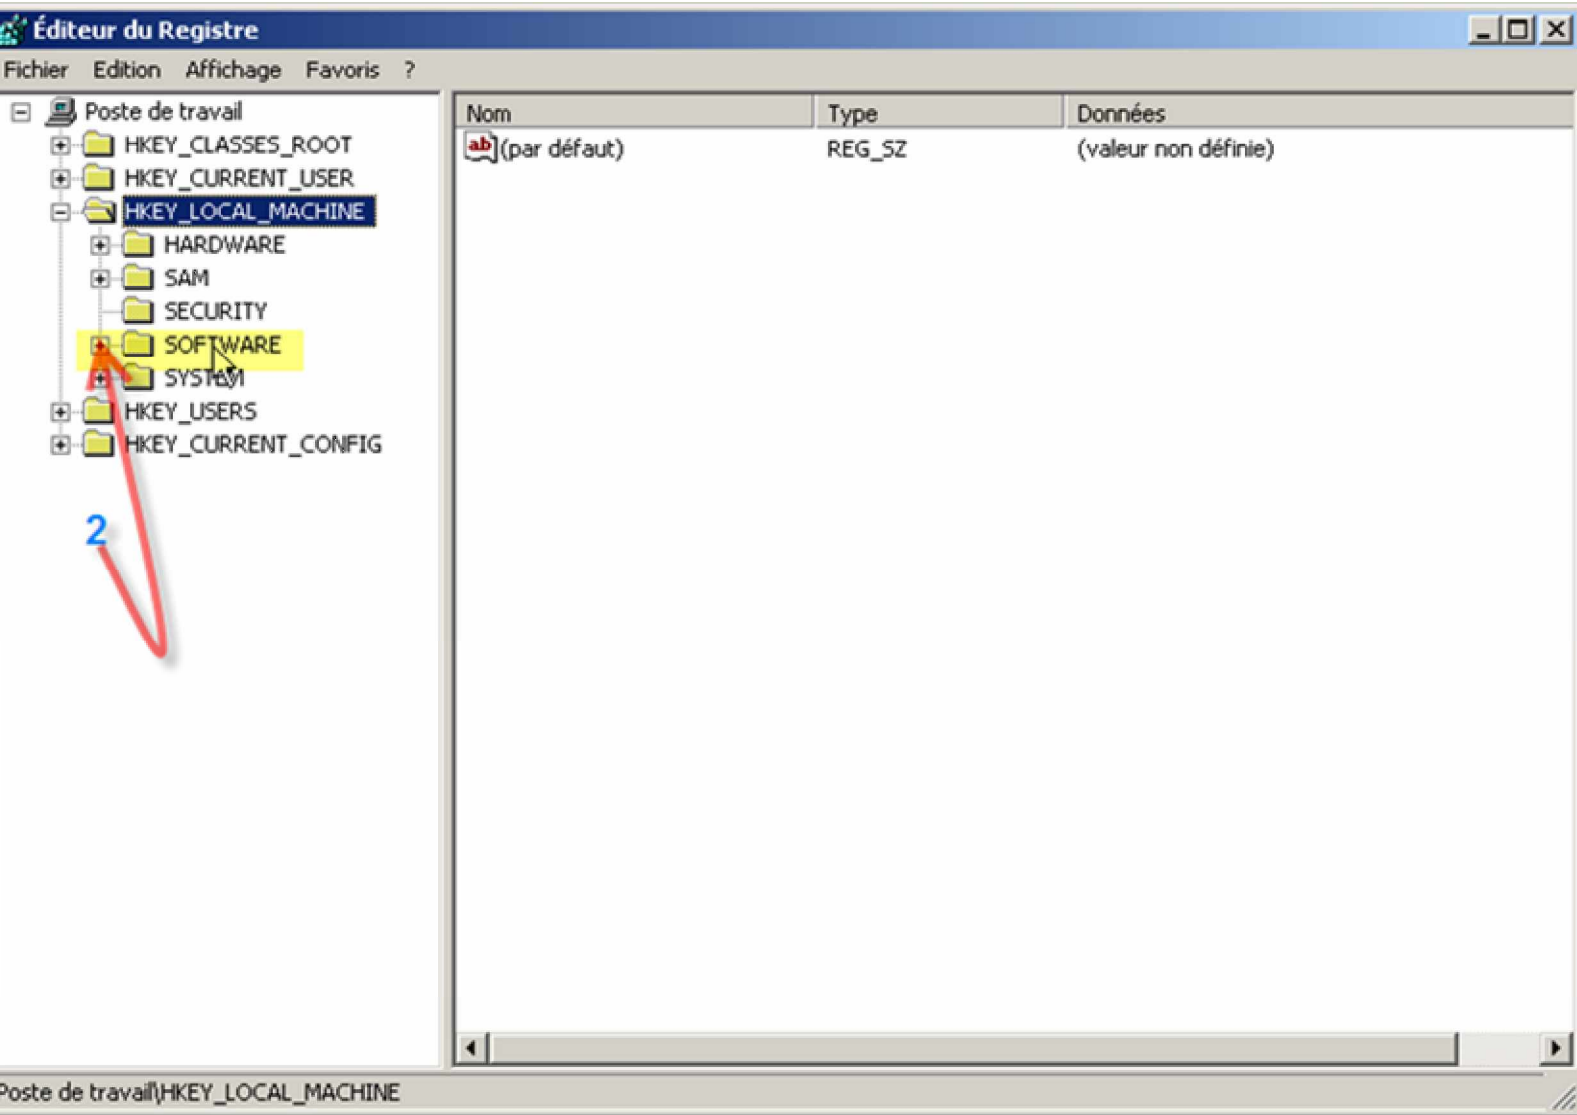 Éditeur du Registre
Fichier Edition Affichage Favoris ?
Poste de travail
HKEY_CLASSES_ROOT
HKEY_CURRENT_USER
HKEY_LOCAL_MACHINE
HARDWARE
SAM
SECURITY
SOFTWARE
SYSTEM
HKEY_USERS
HKEY_CURRENT_CONFIG
2
Nom Type Données
ab (par défaut) REG_SZ (valeur non définie)
Poste de travail\HKEY_LOCAL_MACHINE